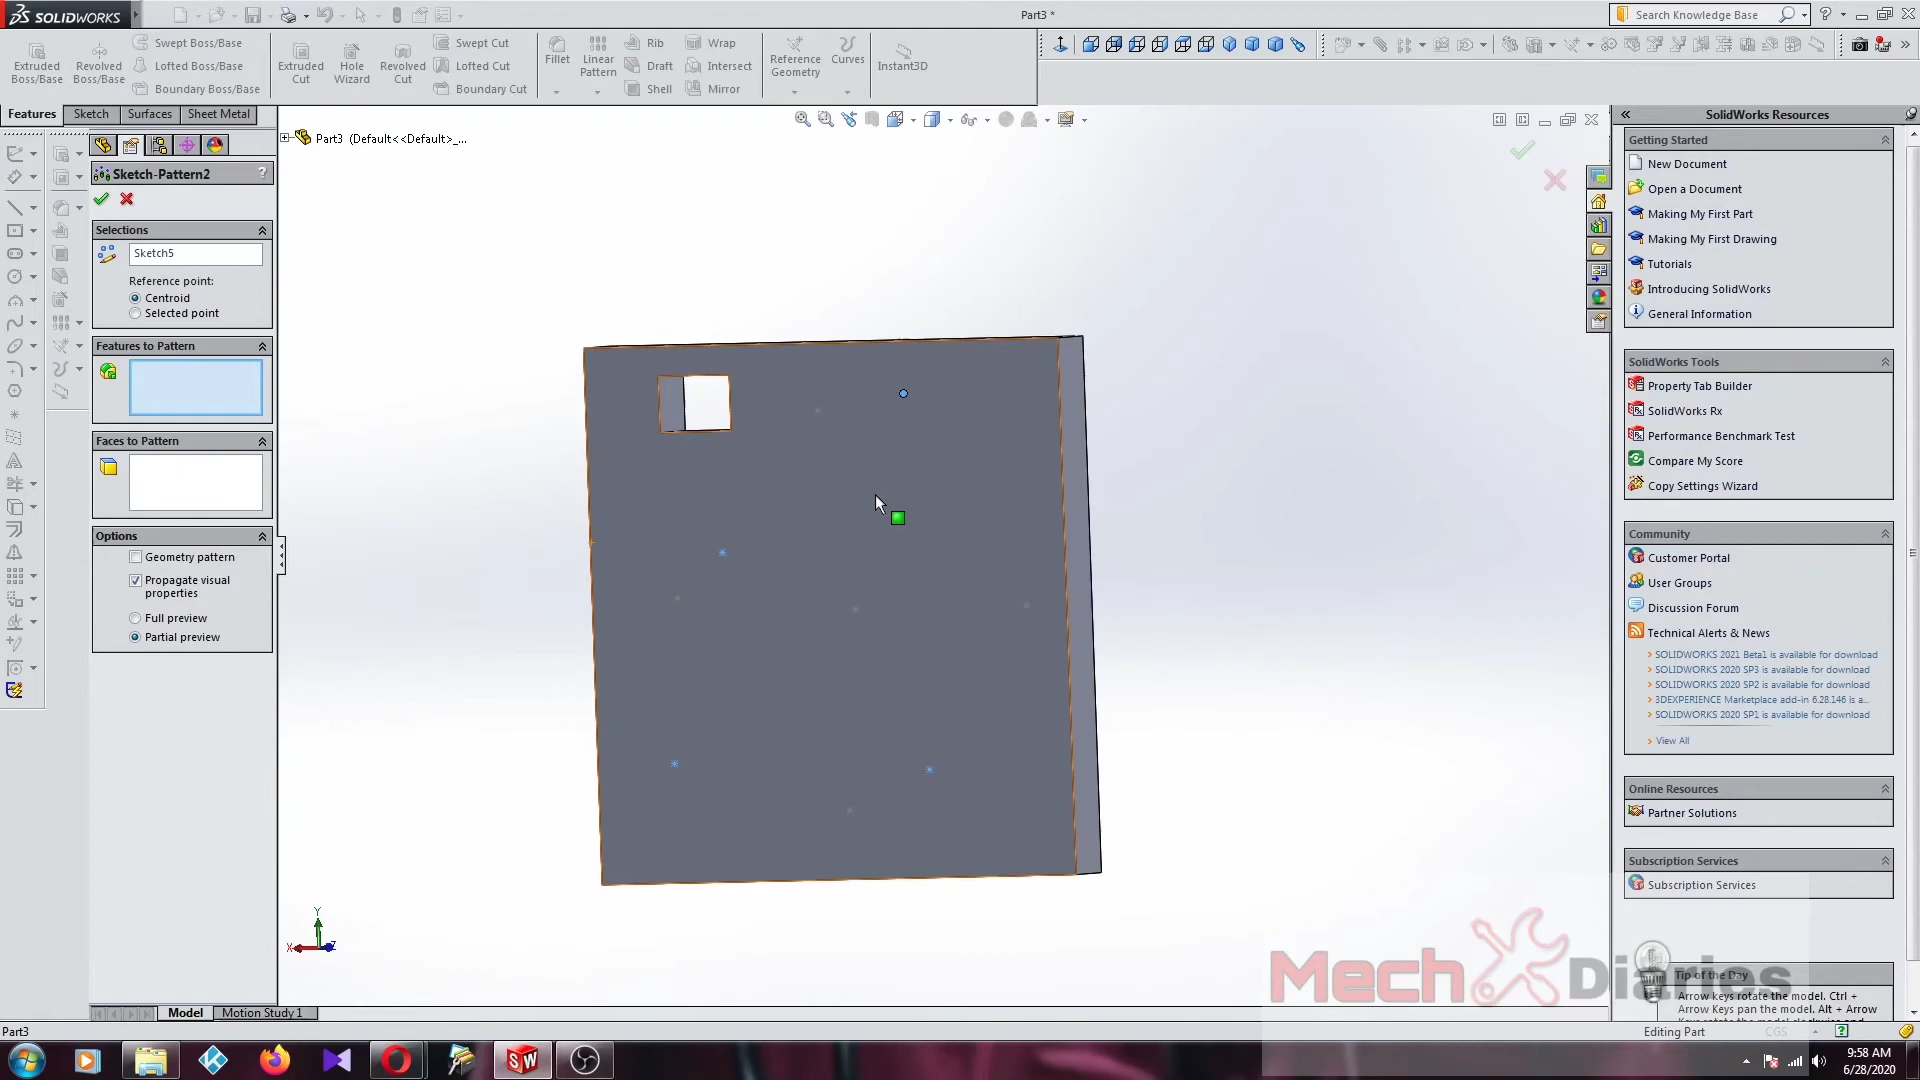 SOLIDWORKS
Part3 *
Search Knowledge Base
Extruded Boss/Base
Revolved Boss/Base
Swept Boss/Base
Lofted Boss/Base
Boundary Boss/Base
Extruded Cut
Hole Wizard
Revolved Cut
Swept Cut
Lofted Cut
Boundary Cut
Fillet
Linear Pattern
Rib
Draft
Shell
Wrap
Intersect
Mirror
Reference Geometry
Curves
Instant3D
Features
Sketch
Surfaces
Sheet Metal
Part3 (Default<<Default>_...
Sketch-Pattern2
?
Selections
Sketch5
Reference point:
Centroid
Selected point
Features to Pattern
Faces to Pattern
Options
Geometry pattern
Propagate visual
properties
Full preview
Partial preview
Y
X
Z
SolidWorks Resources
Getting Started
New Document
Open a Document
Making My First Part
Making My First Drawing
Tutorials
Introducing SolidWorks
General Information
SolidWorks Tools
Property Tab Builder
SolidWorks Rx
Performance Benchmark Test
Compare My Score
Copy Settings Wizard
Community
Customer Portal
User Groups
Discussion Forum
Technical Alerts & News
SOLIDWORKS 2021 Beta1 is available for download
SOLIDWORKS 2020 SP3 is available for download
SOLIDWORKS 2020 SP2 is available for download
3DEXPERIENCE Marketplace add-in 6.28.146 is a...
SOLIDWORKS 2020 SP1 is available for download
View All
Online Resources
Partner Solutions
Subscription Services
Subscription Services
Tip of the Day
Arrow Keys rotate the model. Ctrl +
Arrow Keys pan the model. Alt + Arrow
Mech Diaries
Model
Motion Study 1
Part3
Editing Part
CGS
SW
9:58 AM
6/28/2020